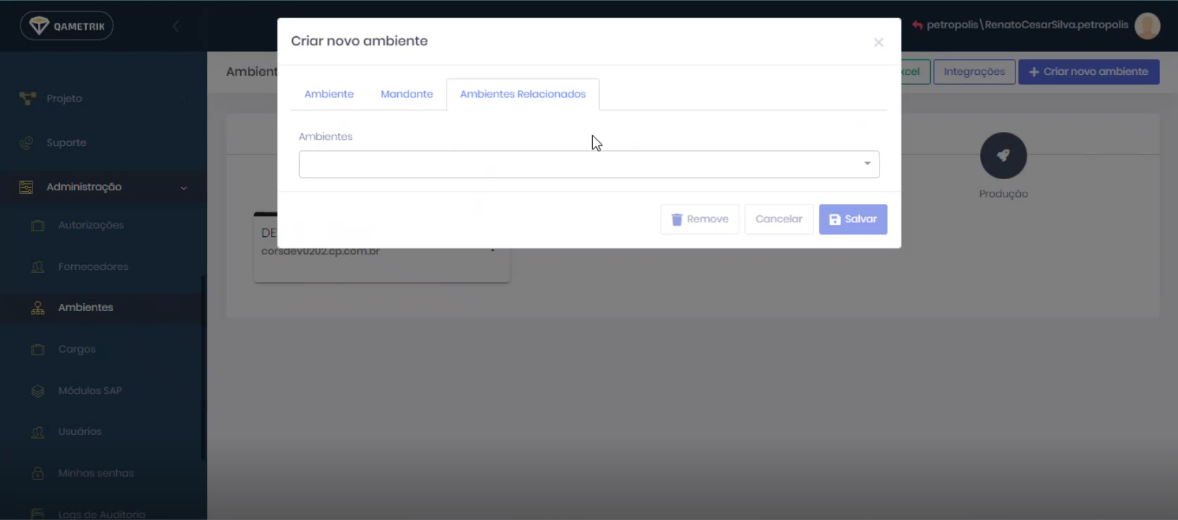 QAMETRIK
Criar novo ambiente
petropolis\RenatoCesarSilva.petropolis
Ambient
xcel
Integrações
+ Criar novo ambiente
Ambiente
Mandante
Ambientes Relacionados
Projeto
Ambientes
Suporte
Administração
Produção
Remove
Cancelar
Salvar
Autorizações
DE
corsdev0202.cp.com.br
Fornecedores
Ambientes
Cargos
Módulos SAP
Usuários
Minhas senhas
Logs de Auditoria